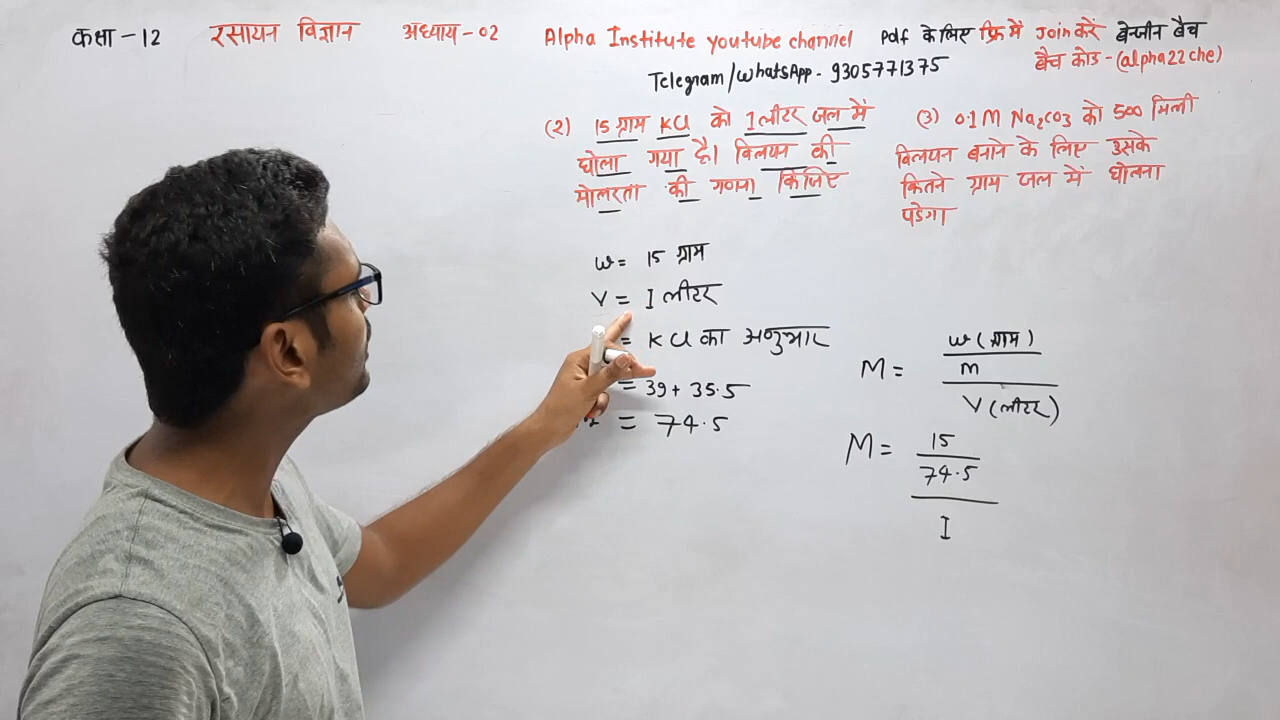 कक्षा - 12 रसायन विज्ञान अध्याय - 02 Alpha Institute youtube channel Pdf के लिए फ्रि में Join करें बेन्जीन बैच
बैच कोड - (alpha22che)
Telegram/WhatsApp - 9305771375
(2) 15 ग्राम KCl को 1 लीटर जल में
घोला गया है। विलयन की
मोलरता की गणना किजिए
(3) 0.1 M Na2CO3 को 500 मिली
विलयन बनाने के लिए उसके
कितने ग्राम जल में घोलना
पडेगा
w = 15 ग्राम
V = 1 लीटर
= KCl का अणुभार
= 39 + 35.5
= 74.5
M = w (ग्राम)
m
V (लीटर)
M = 15
74.5
1